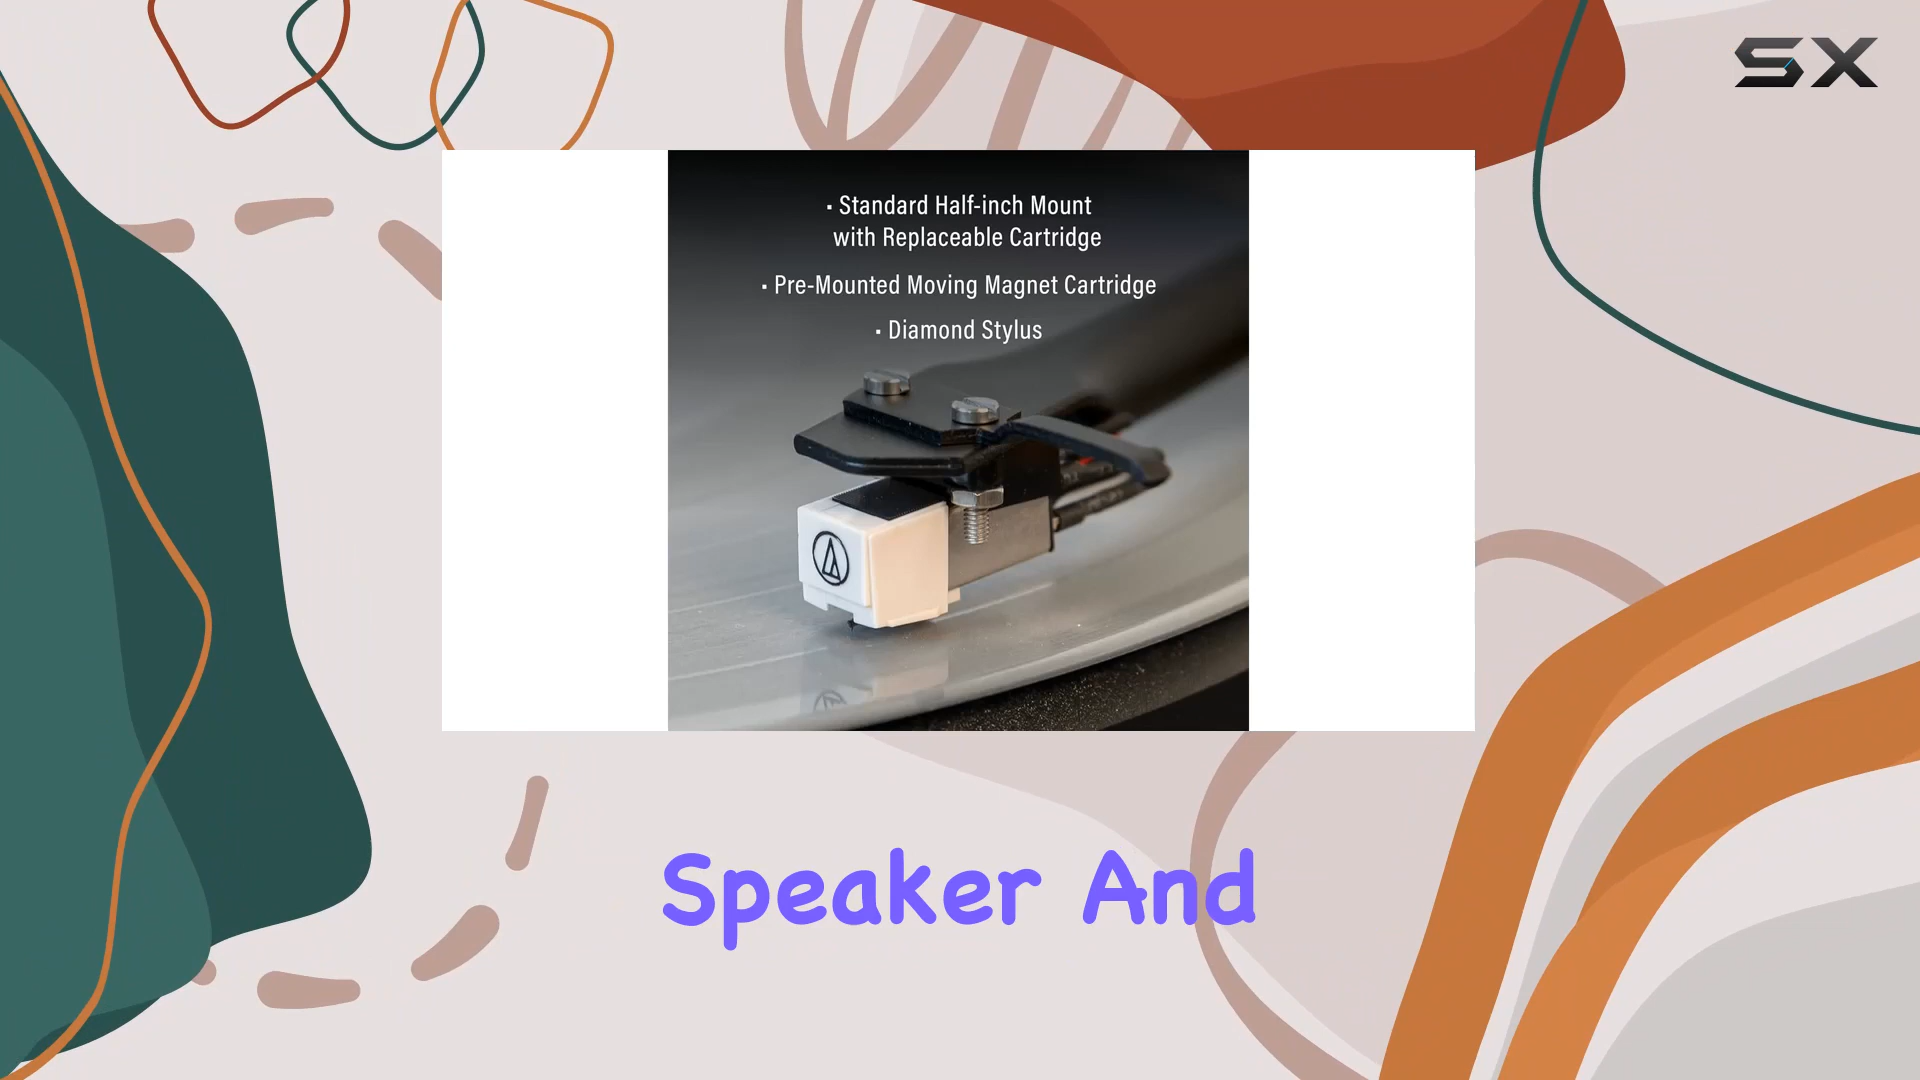 SX
· Standard Half-inch Mount
with Replaceable Cartridge
· Pre-Mounted Moving Magnet Cartridge
· Diamond Stylus
Speaker And